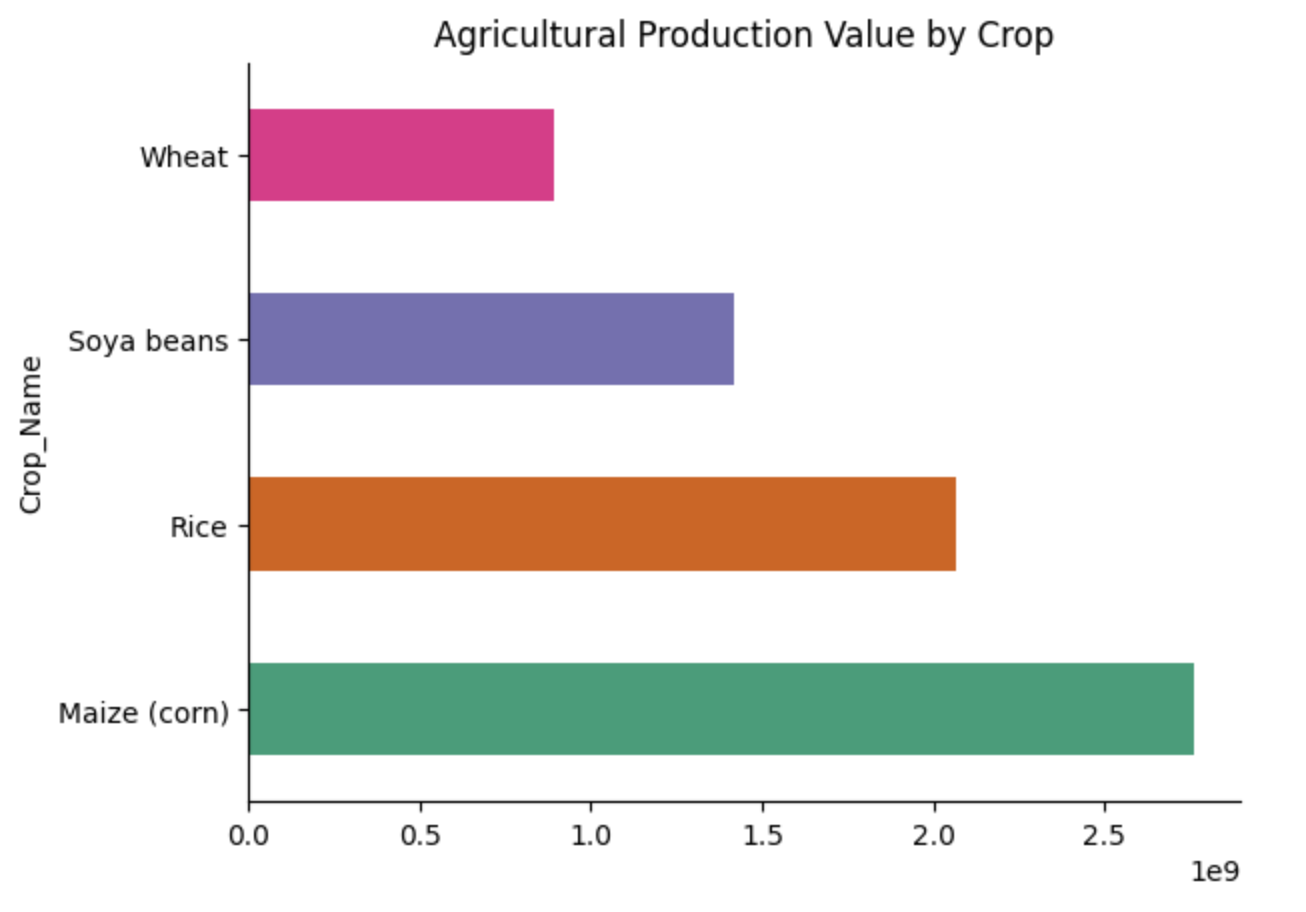 Agricultural Production Value by Crop
Wheat
Soya beans
Crop_Name
Rice
Maize (corn)
0.0 0.5 1.0 1.5 2.0 2.5
1e9